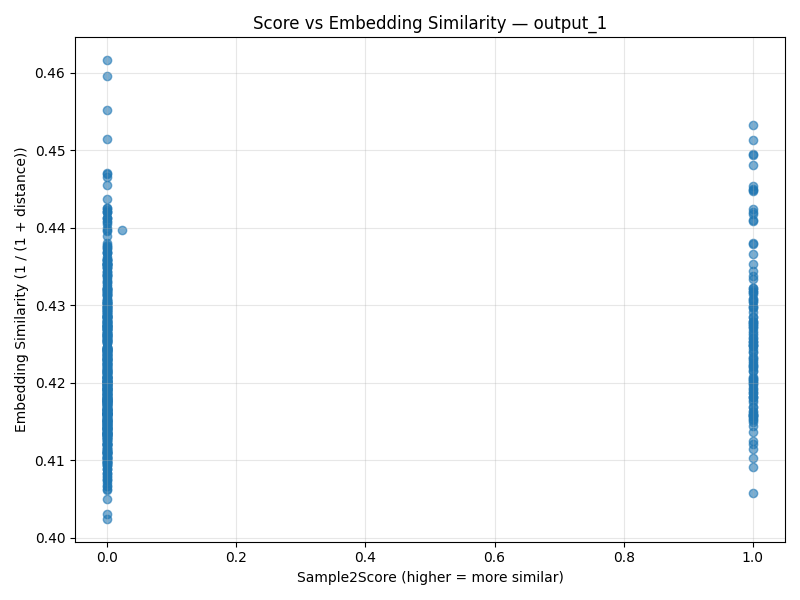 Score vs Embedding Similarity — output_1
Embedding Similarity (1 / (1 + distance))
0.46
0.45
0.44
0.43
0.42
0.41
0.40
0.0 0.2 0.4 0.6 0.8 1.0
Sample2Score (higher = more similar)